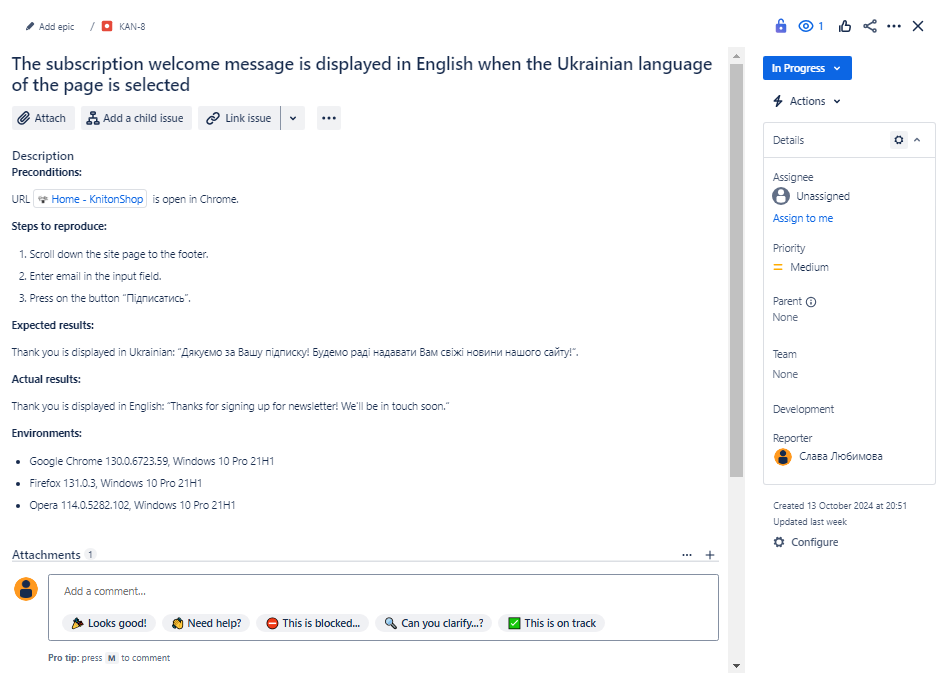 Add epic / KAN-8
1
The subscription welcome message is displayed in English when the Ukrainian language
of the page is selected
Attach Add a child issue Link issue
Description
Preconditions:
URL Home - KnitonShop is open in Chrome.
Steps to reproduce:
1. Scroll down the site page to the footer.
2. Enter email in the input field.
3. Press on the button “Підписатись”.
Expected results:
Thank you is displayed in Ukrainian: “Дякуємо за Вашу підписку! Будемо раді надавати Вам свіжі новини нашого сайту!”.
Actual results:
Thank you is displayed in English: “Thanks for signing up for newsletter! We'll be in touch soon.”
Environments:
• Google Chrome 130.0.6723.59, Windows 10 Pro 21H1
• Firefox 131.0.3, Windows 10 Pro 21H1
• Opera 114.0.5282.102, Windows 10 Pro 21H1
Attachments 1
Add a comment...
Looks good! Need help? This is blocked... Can you clarify...? This is on track
Pro tip: press M to comment
In Progress
Actions
Details
Assignee
Unassigned
Assign to me
Priority
Medium
Parent
None
Team
None
Development
Reporter
Слава Любимова
Created 13 October 2024 at 20:51
Updated last week
Configure